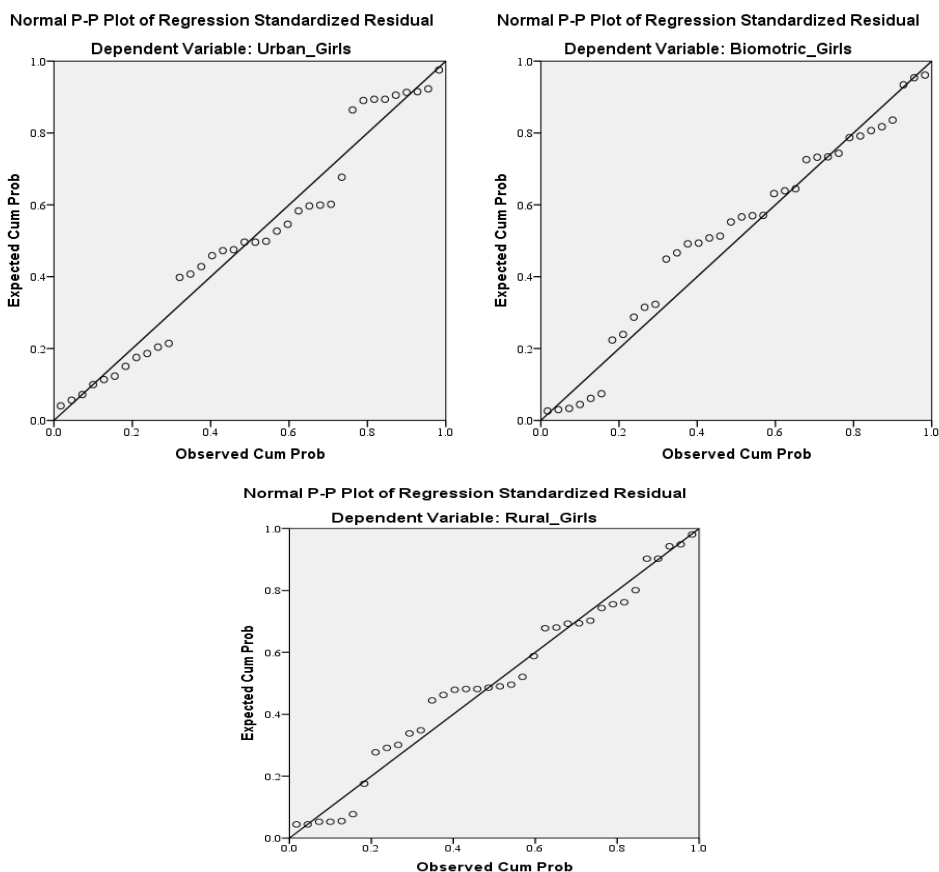 Normal P-P Plot of Regression Standardized Residual
Dependent Variable: Urban_Girls
Expected Cum Prob
1.0
0.8
0.6
0.4
0.2
0.0
0.0 0.2 0.4 0.6 0.8 1.0
Observed Cum Prob
Normal P-P Plot of Regression Standardized Residual
Dependent Variable: Biomotric_Girls
Expected Cum Prob
1.0
0.8
0.6
0.4
0.2
0.0
0.0 0.2 0.4 0.6 0.8 1.0
Observed Cum Prob
Normal P-P Plot of Regression Standardized Residual
Dependent Variable: Rural_Girls
Expected Cum Prob
1.0
0.8
0.6
0.4
0.2
0.0
0.0 0.2 0.4 0.6 0.8 1.0
Observed Cum Prob